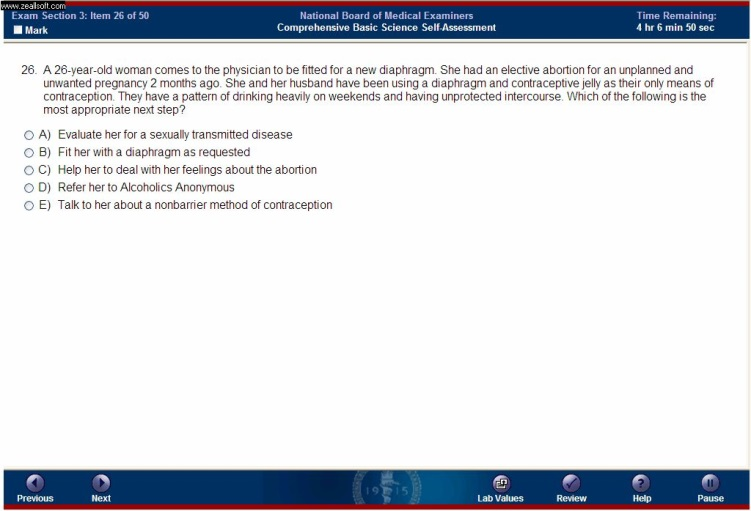 www.zeallsoft.com
Exam Section 3: Item 26 of 50
National Board of Medical Examiners
Time Remaining:
Mark
Comprehensive Basic Science Self-Assessment
4 hr 6 min 50 sec
26. A 26-year-old woman comes to the physician to be fitted for a new diaphragm. She had an elective abortion for an unplanned and
unwanted pregnancy 2 months ago. She and her husband have been using a diaphragm and contraceptive jelly as their only means of
contraception. They have a pattern of drinking heavily on weekends and having unprotected intercourse. Which of the following is the
most appropriate next step?
A) Evaluate her for a sexually transmitted disease
B) Fit her with a diaphragm as requested
C) Help her to deal with her feelings about the abortion
D) Refer her to Alcoholics Anonymous
E) Talk to her about a nonbarrier method of contraception
19 15
Previous
Next
Lab Values
Review
Help
Pause